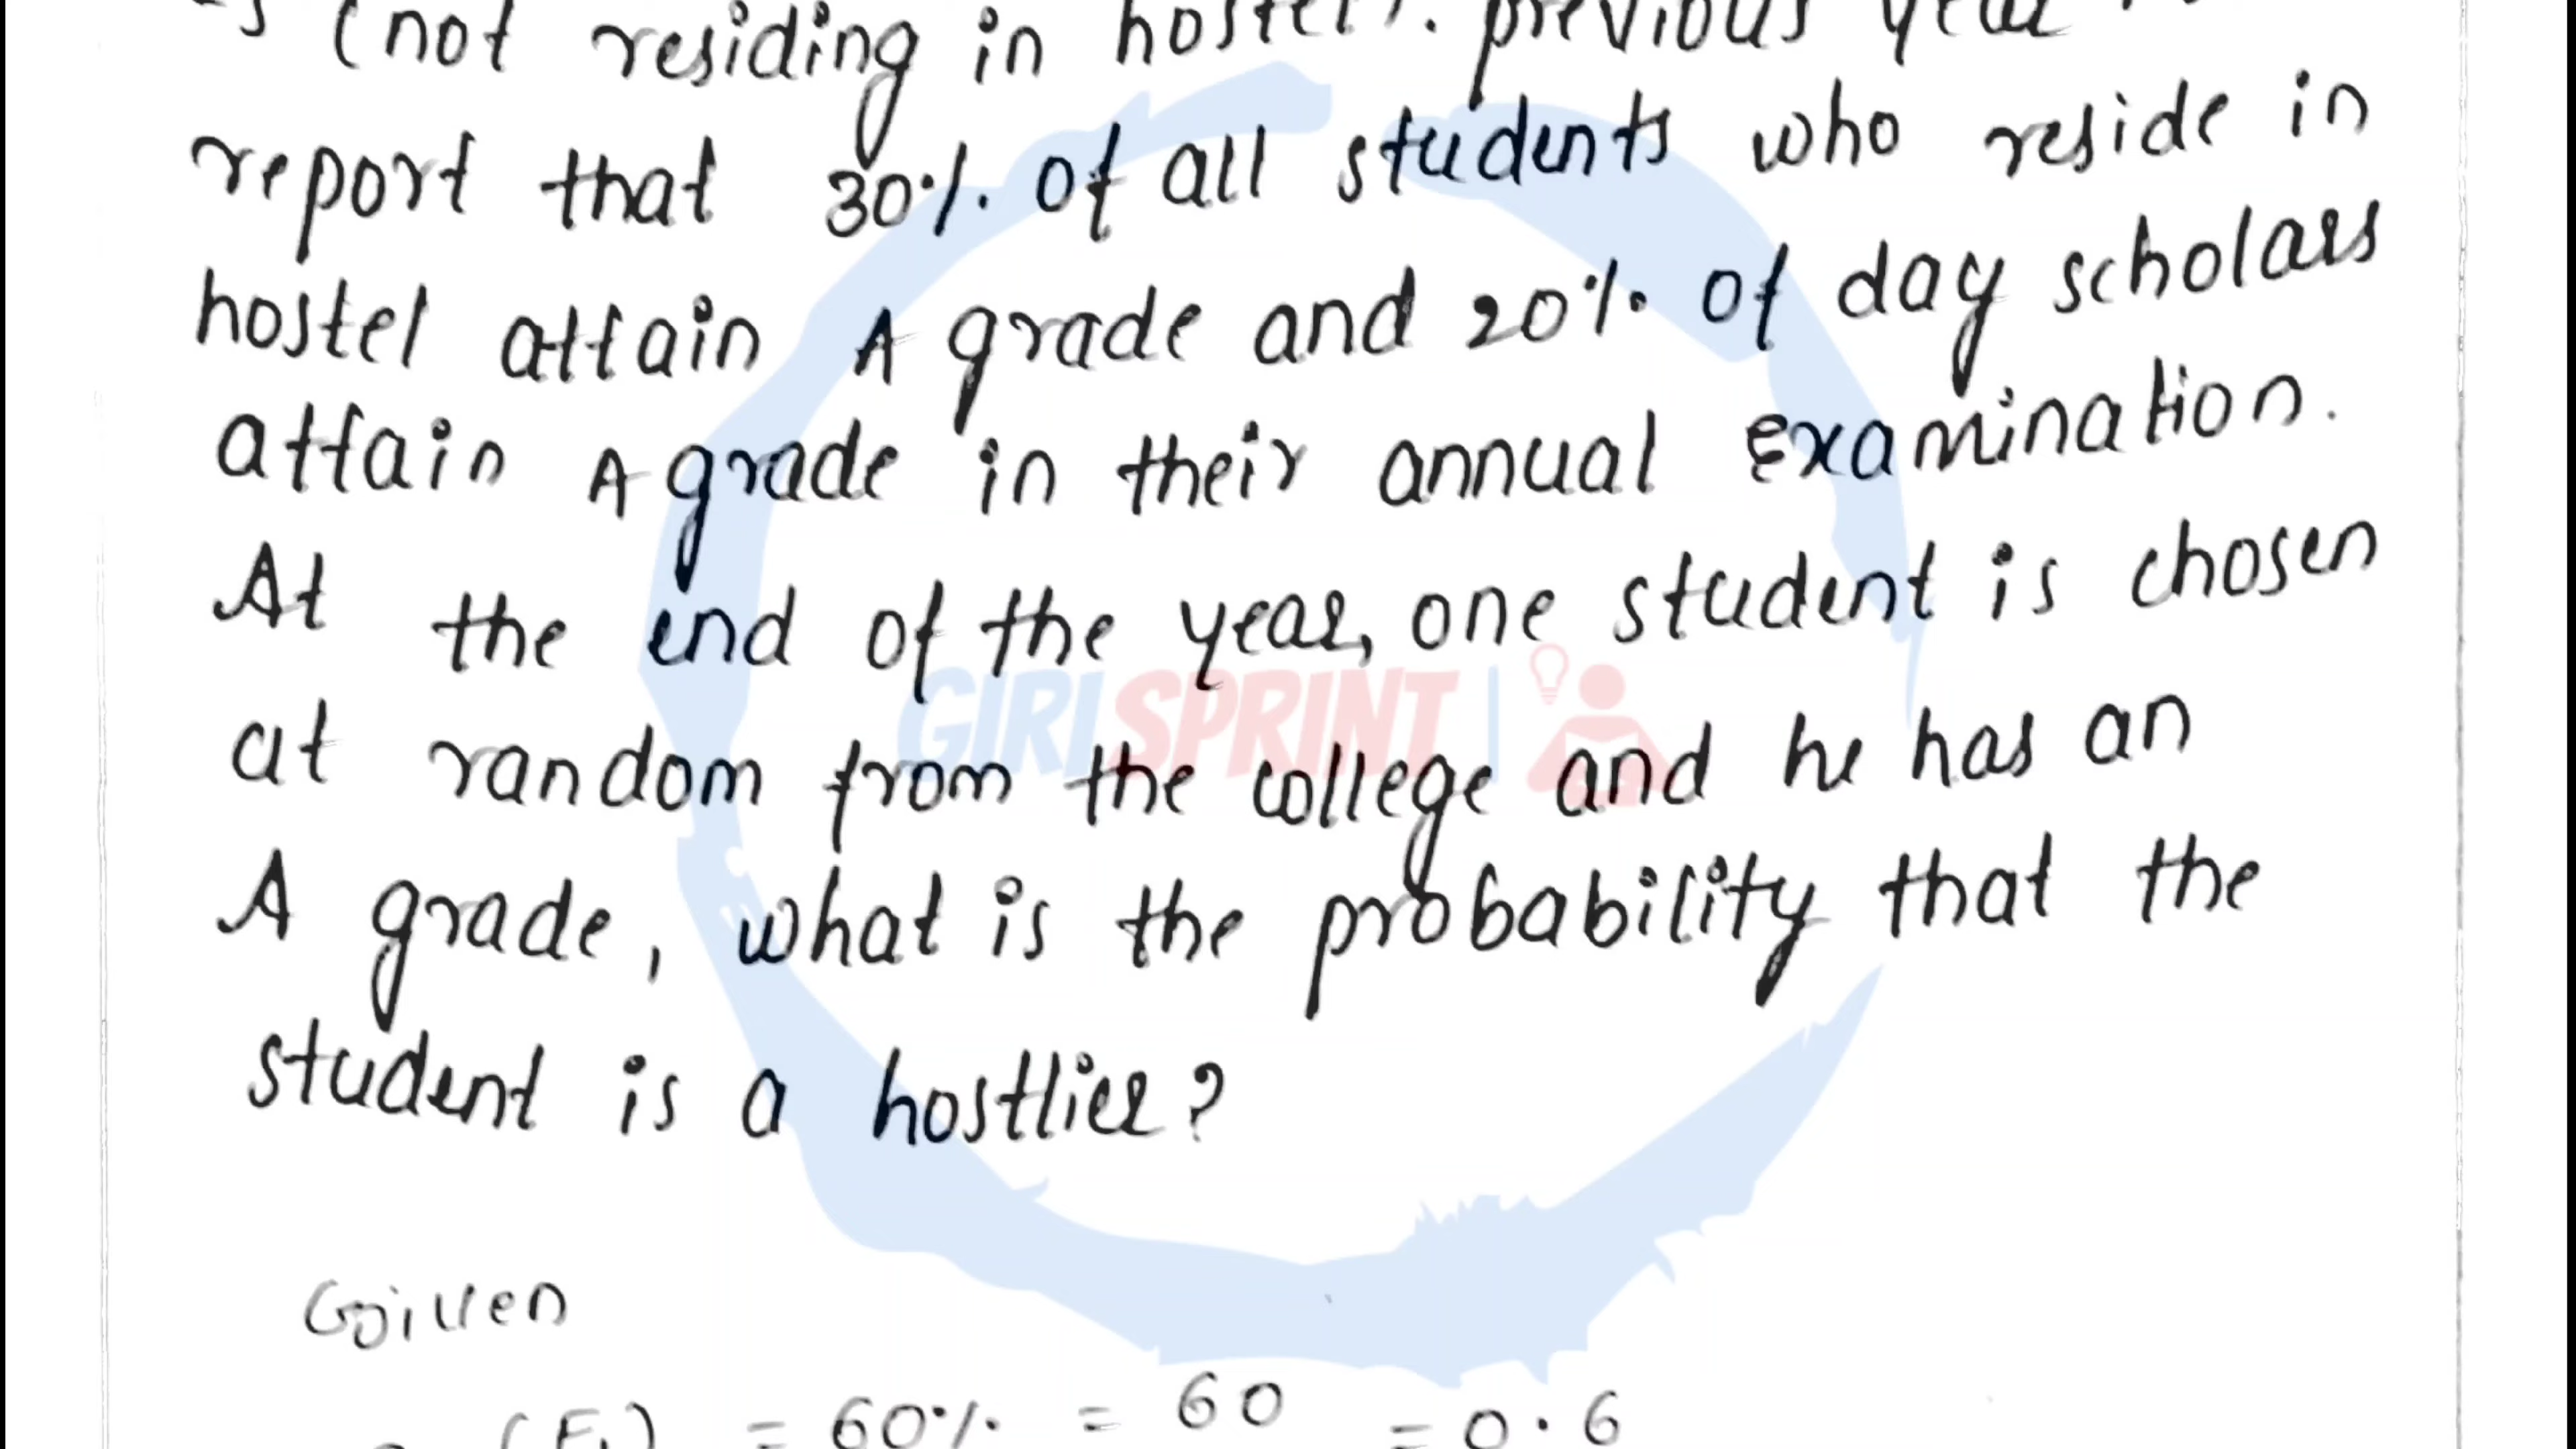 (not residing in hostel). previous year
report that 30%. of all students who reside in
hostel attain A grade and 20%. of day scholars
attain A grade in their annual examination.
At the end of the year, one student is chosen
GIRISPRINT
at random from the college and he has an
A grade, what is the probability that the
student is a hostlier?
Given
(E₁) = 60%. = 60 = 0.6